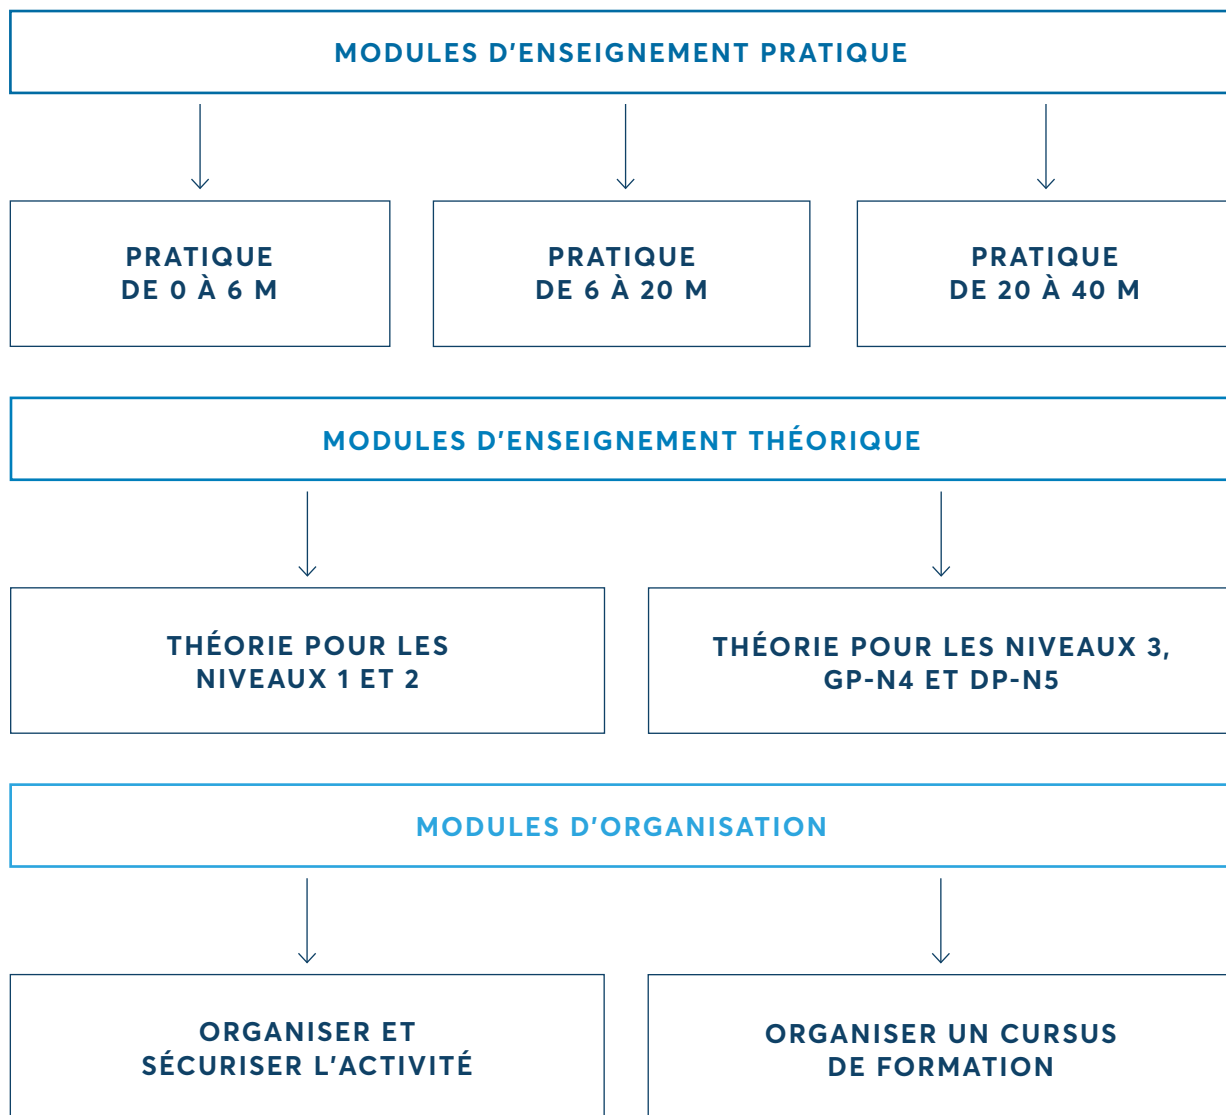 MODULES D’ENSEIGNEMENT PRATIQUE
PRATIQUE
DE 0 À 6 M
PRATIQUE
DE 6 À 20 M
PRATIQUE
DE 20 À 40 M
MODULES D’ENSEIGNEMENT THÉORIQUE
THÉORIE POUR LES
NIVEAUX 1 ET 2
THÉORIE POUR LES NIVEAUX 3,
GP-N4 ET DP-N5
MODULES D’ORGANISATION
ORGANISER ET
SÉCURISER L’ACTIVITÉ
ORGANISER UN CURSUS
DE FORMATION